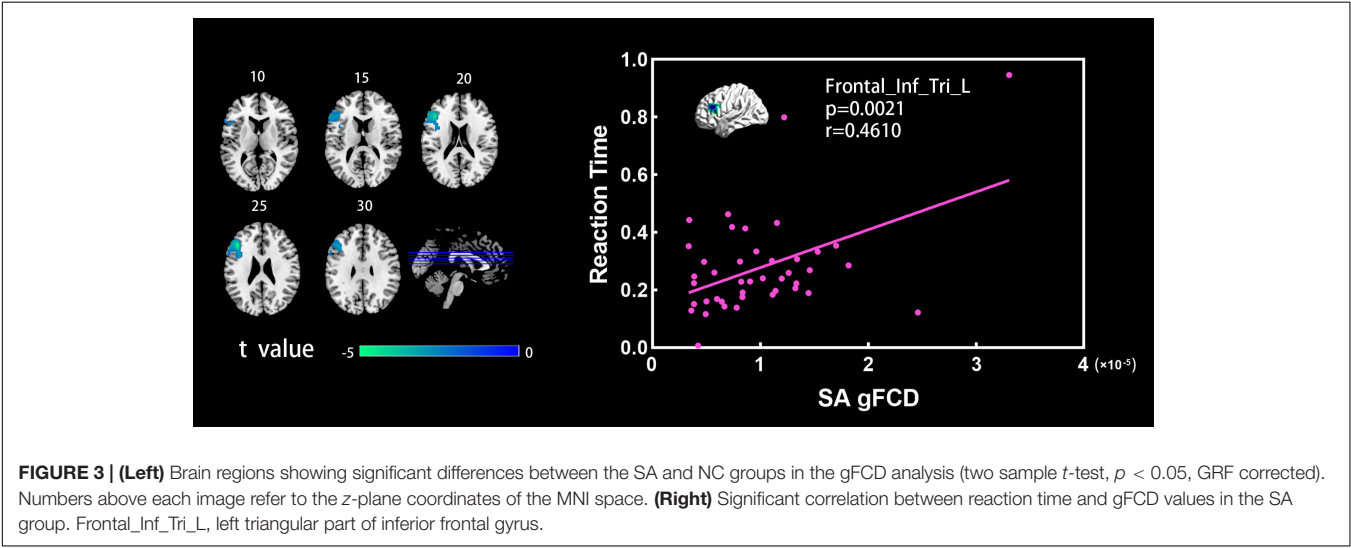 10 15 20
25 30
t value -5 0
1.0
0.8
0.6
0.4
0.2
0.0
Reaction Time
Frontal_Inf_Tri_L
p=0.0021
r=0.4610
0 1 2 3 4 (×10⁻⁵)
SA gFCD
FIGURE 3 | (Left) Brain regions showing significant differences between the SA and NC groups in the gFCD analysis (two sample t-test, p < 0.05, GRF corrected).
Numbers above each image refer to the z-plane coordinates of the MNI space. (Right) Significant correlation between reaction time and gFCD values in the SA
group. Frontal_Inf_Tri_L, left triangular part of inferior frontal gyrus.